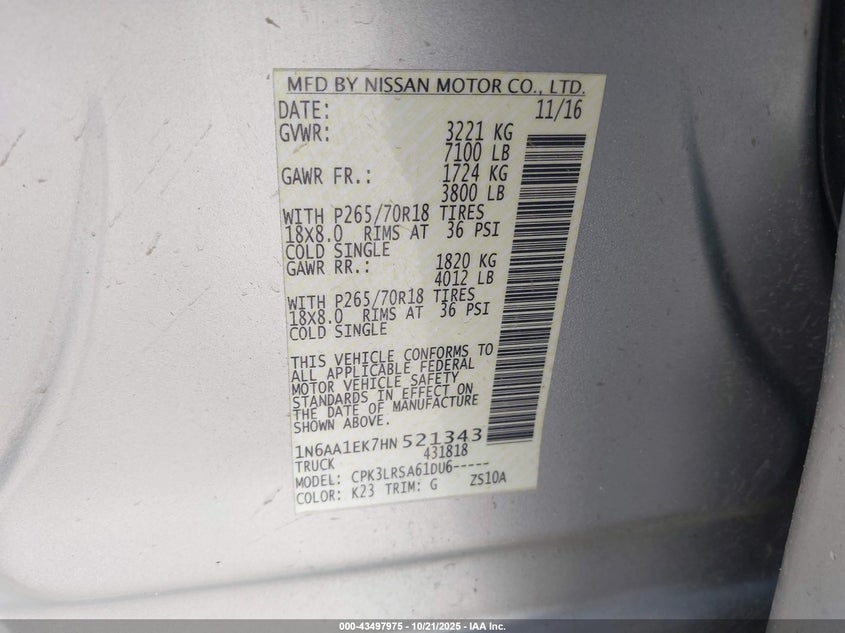 MFD BY NISSAN MOTOR CO., LTD.
DATE: 11/16
GVWR: 3221 KG
7100 LB
GAWR FR.: 1724 KG
3800 LB
WITH P265/70R18 TIRES
18X8.0 RIMS AT 36 PSI
COLD SINGLE
GAWR RR.: 1820 KG
4012 LB
WITH P265/70R18 TIRES
18X8.0 RIMS AT 36 PSI
COLD SINGLE
THIS VEHICLE CONFORMS TO
ALL APPLICABLE FEDERAL
MOTOR VEHICLE SAFETY
STANDARDS IN EFFECT ON
THE DATE OF MANUFACTURE
SHOWN ABOVE.
1N6AA1EK7HN 521343
TRUCK 431818
MODEL: CPK3LRSA61DU6-----
COLOR: K23 TRIM: G ZS10A
000-43497975 - 10/21/2025 - IAA Inc.